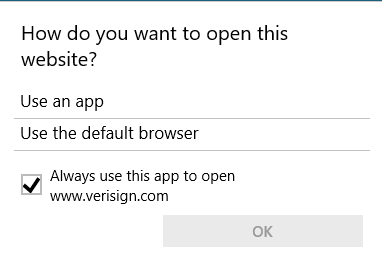 How do you want to open this
website?
Use an app
Use the default browser
Always use this app to open
www.verisign.com
OK